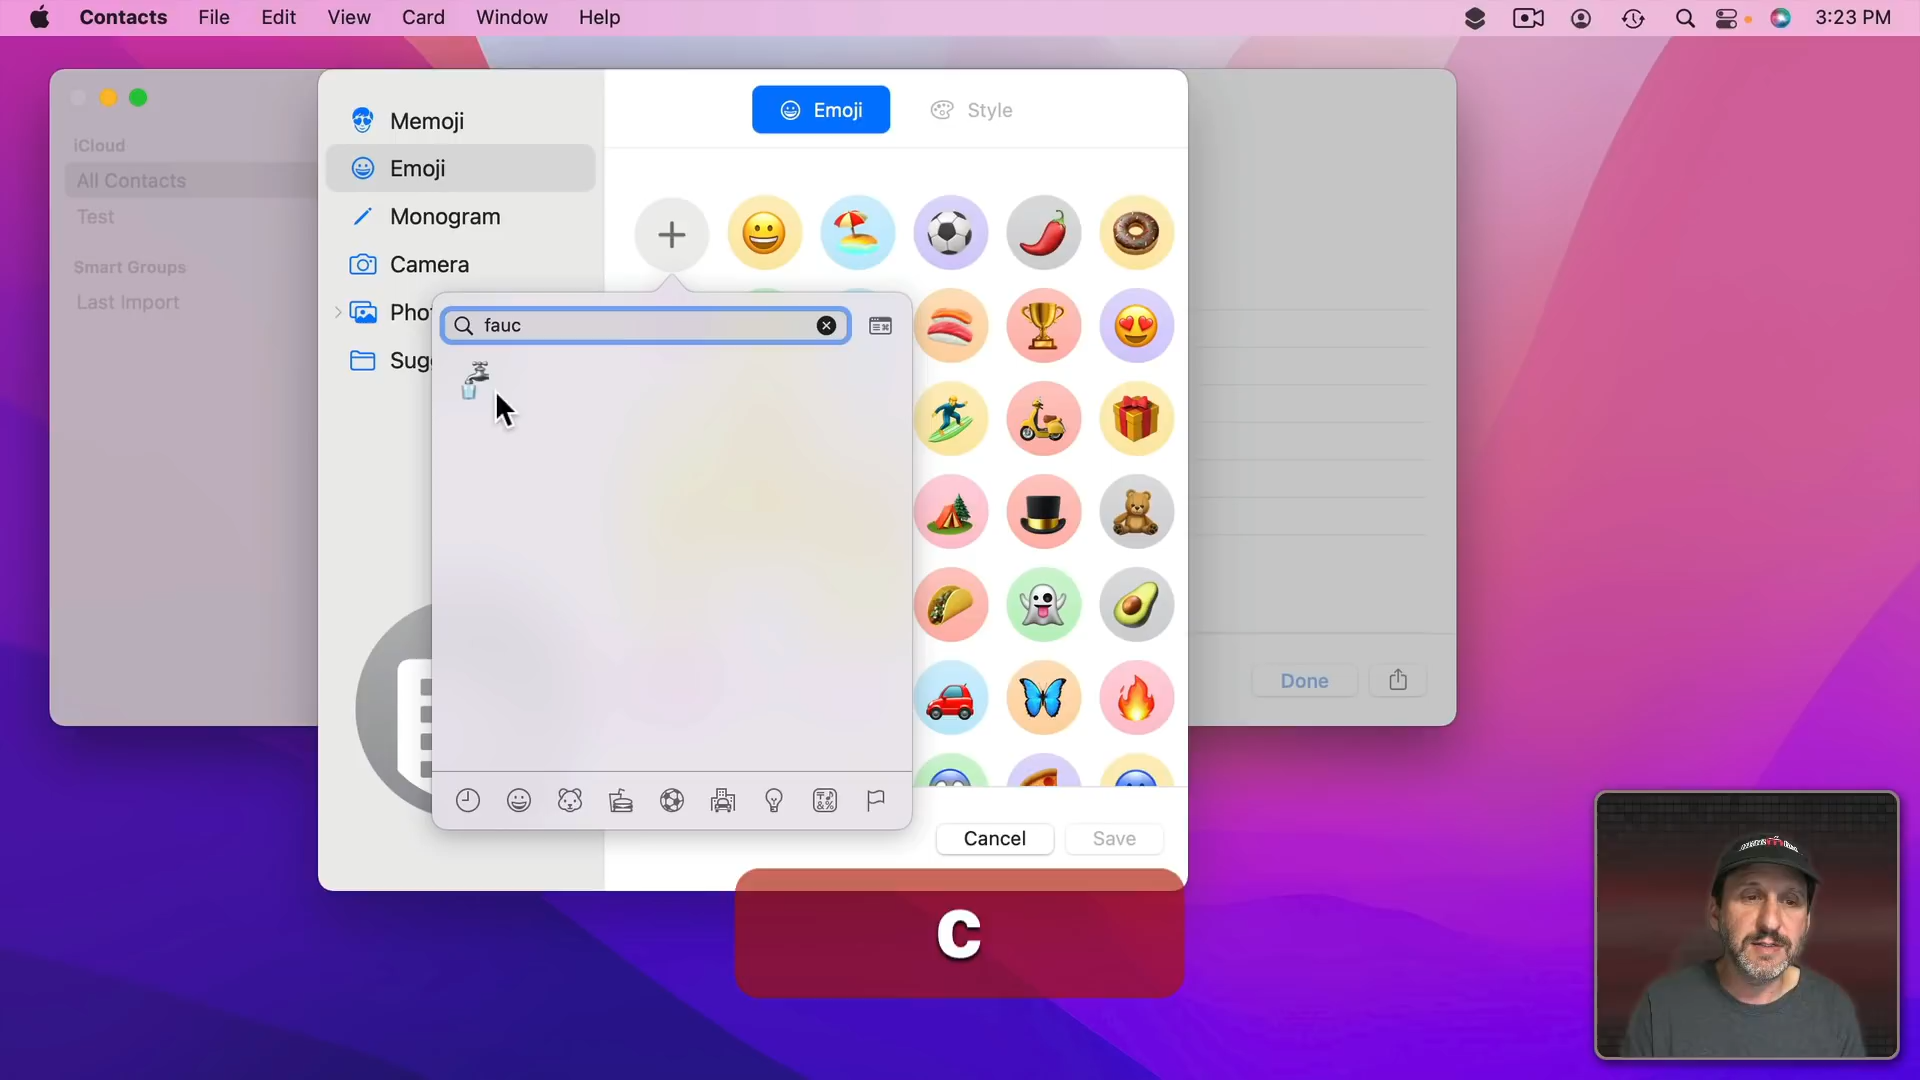 Contacts File Edit View Card Window Help 3:23 PM
iCloud
All Contacts
Test
Smart Groups
Last Import
Memoji
Emoji
Monogram
Camera
Pho
Sug
Emoji Style
fauc
Done
Cancel Save
C